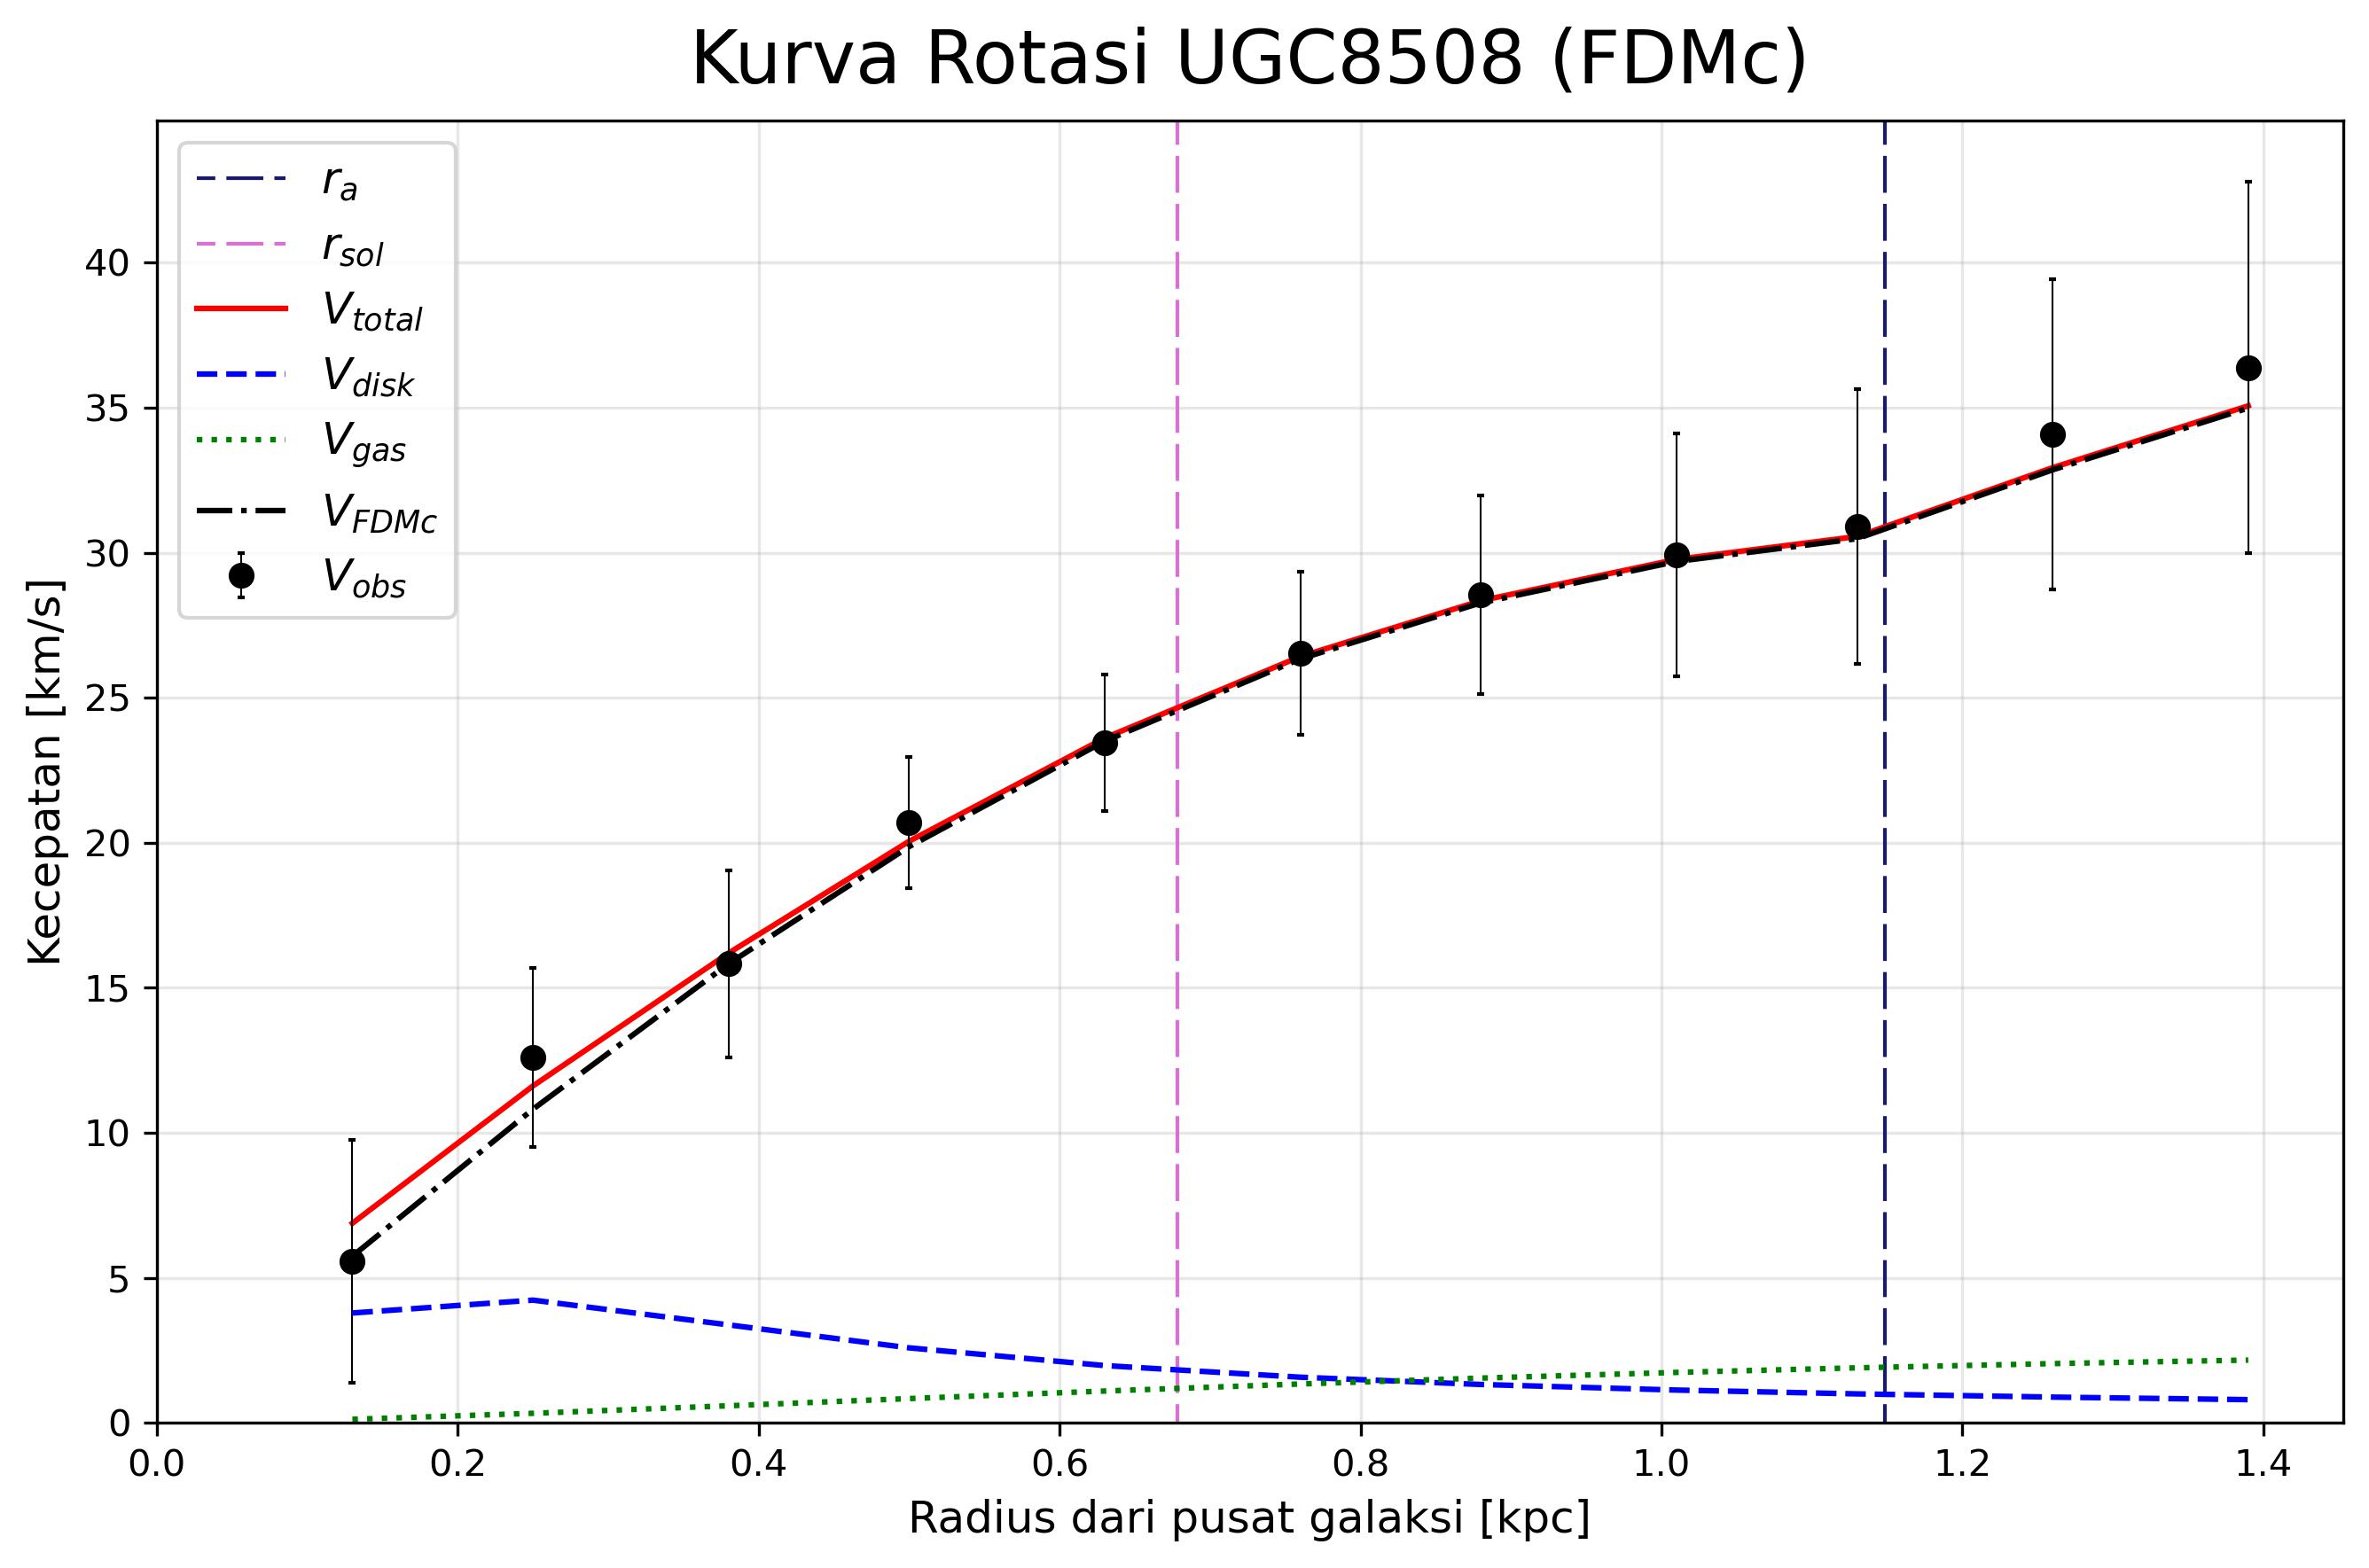 Kurva Rotasi UGC8508 (FDMc)
r_a
r_sol
V_total
V_disk
V_gas
V_FDMc
V_obs
Kecepatan [km/s]
40
35
30
25
20
15
10
5
0
0.0 0.2 0.4 0.6 0.8 1.0 1.2 1.4
Radius dari pusat galaksi [kpc]